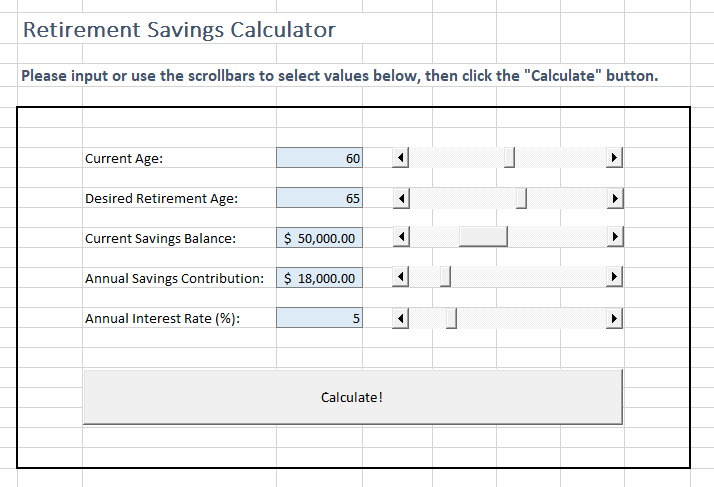 Retirement Savings Calculator
Please input or use the scrollbars to select values below, then click the "Calculate" button.
Current Age: 60
Desired Retirement Age: 65
Current Savings Balance: $ 50,000.00
Annual Savings Contribution: $ 18,000.00
Annual Interest Rate (%): 5
Calculate!